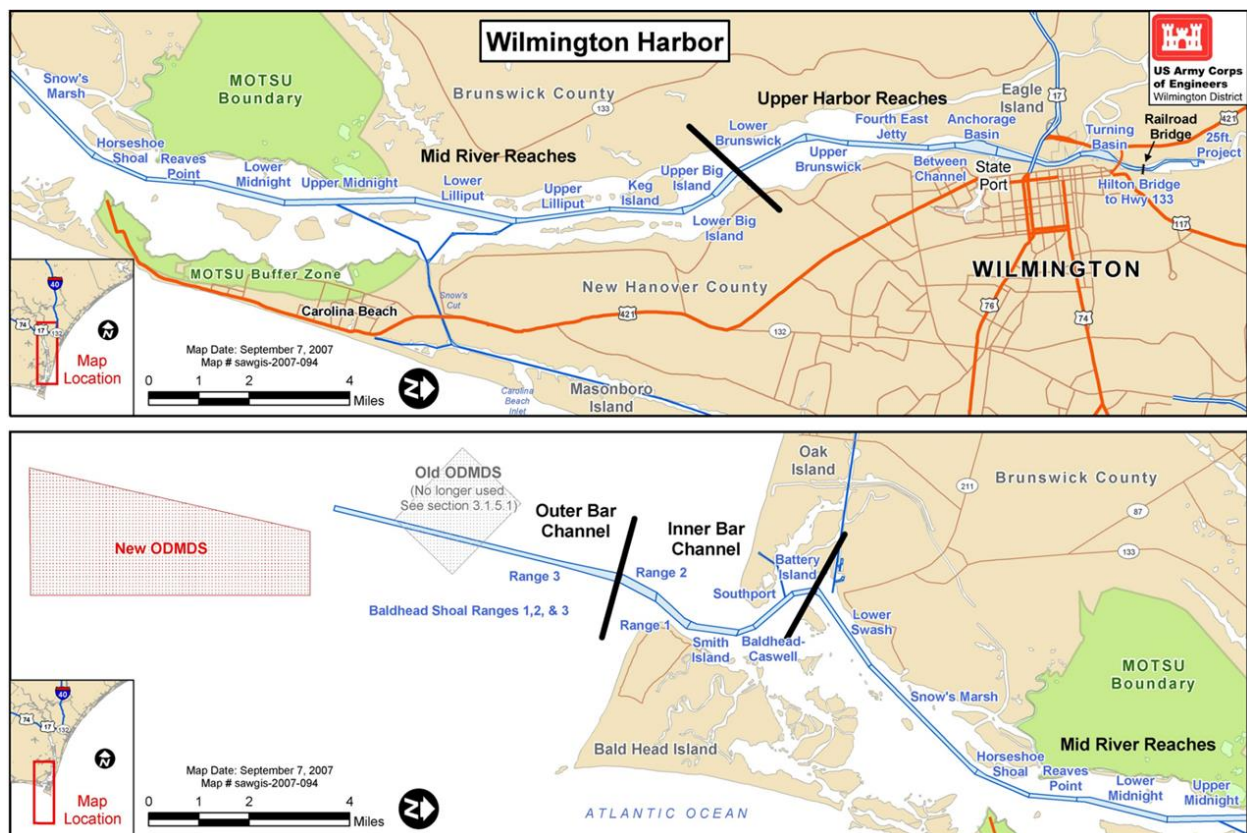 Wilmington Harbor
US Army Corps
of Engineers
Wilmington District
Snow's
Marsh
MOTSU
Boundary
Brunswick County
133
Horseshoe
Shoal
Reaves
Point
Lower
Midnight
Upper Midnight
Mid River Reaches
Lower
Lilliput
Upper
Lilliput
Keg
Island
Upper Big
Island
Lower Big
Island
Lower
Brunswick
Upper Harbor Reaches
Upper
Brunswick
Fourth East
Jetty
Between
Channel
Anchorage
Basin
State
Port
Eagle
Island
17
421
Turning
Basin
Railroad
Bridge
25ft.
Project
Hilton Bridge
to Hwy 133
117
WILMINGTON
76
74
MOTSU Buffer Zone
Carolina Beach
Snow's
Cut
New Hanover County
421
132
Carolina
Beach
Inlet
Masonboro
Island
40
74
17
132
N
Map
Location
Map Date: September 7, 2007
Map # sawgis-2007-094
0 1 2 4
Miles
N
New ODMDS
Old ODMDS
(No longer used.
See section 3.1.5.1)
Outer Bar
Channel
Inner Bar
Channel
Range 3
Range 2
Range 1
Baldhead Shoal Ranges 1,2, & 3
Oak
Island
Battery
Island
Southport
Smith
Island
Baldhead-
Caswell
Lower
Swash
Brunswick County
211
87
133
Snow's Marsh
MOTSU
Boundary
Mid River Reaches
Horseshoe
Shoal
Reaves
Point
Lower
Midnight
Upper
Midnight
Bald Head Island
ATLANTIC OCEAN
40
74
17
132
N
Map
Location
Map Date: September 7, 2007
Map # sawgis-2007-094
0 1 2 4
Miles
N